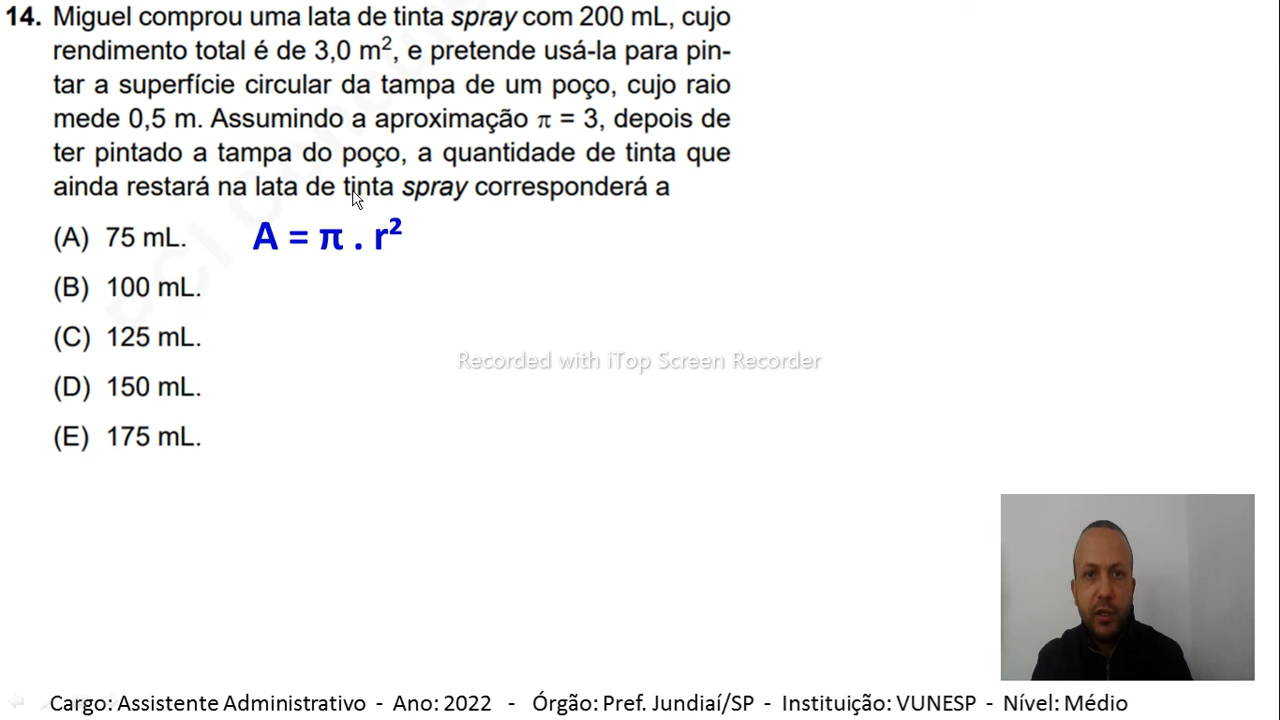 14. Miguel comprou uma lata de tinta spray com 200 mL, cujo
rendimento total é de 3,0 m², e pretende usá-la para pin-
tar a superfície circular da tampa de um poço, cujo raio
mede 0,5 m. Assumindo a aproximação π = 3, depois de
ter pintado a tampa do poço, a quantidade de tinta que
ainda restará na lata de tinta spray corresponderá a
(A) 75 mL.
A = π . r²
(B) 100 mL.
(C) 125 mL.
Recorded with iTop Screen Recorder
(D) 150 mL.
(E) 175 mL.
Cargo: Assistente Administrativo - Ano: 2022 - Órgão: Pref. Jundiaí/SP - Instituição: VUNESP - Nível: Médio